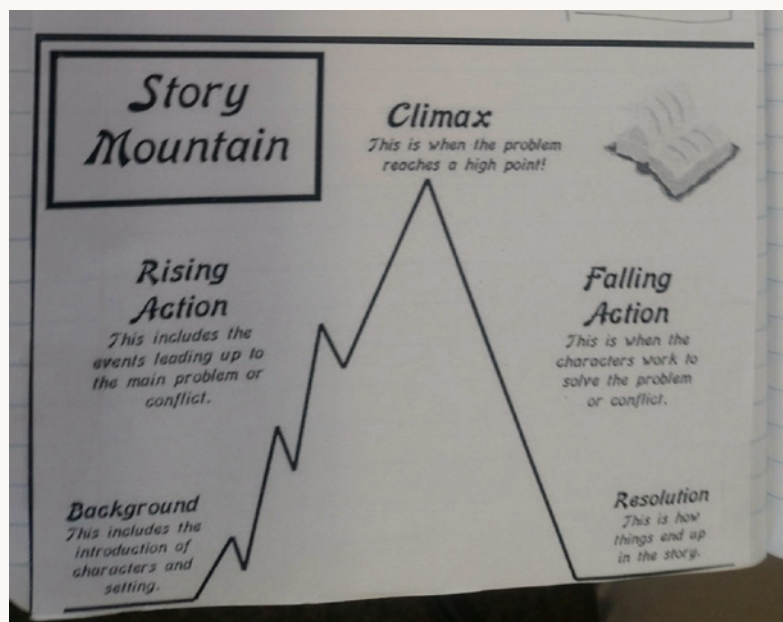 Story
Mountain
Climax
This is when the problem
reaches a high point!
Rising
Action
This includes the
events leading up to
the main problem or
conflict.
Falling
Action
This is when the
characters work to
solve the problem
or conflict.
Background
This includes the
introduction of
characters and
setting.
Resolution
This is how
things end up
in the story.